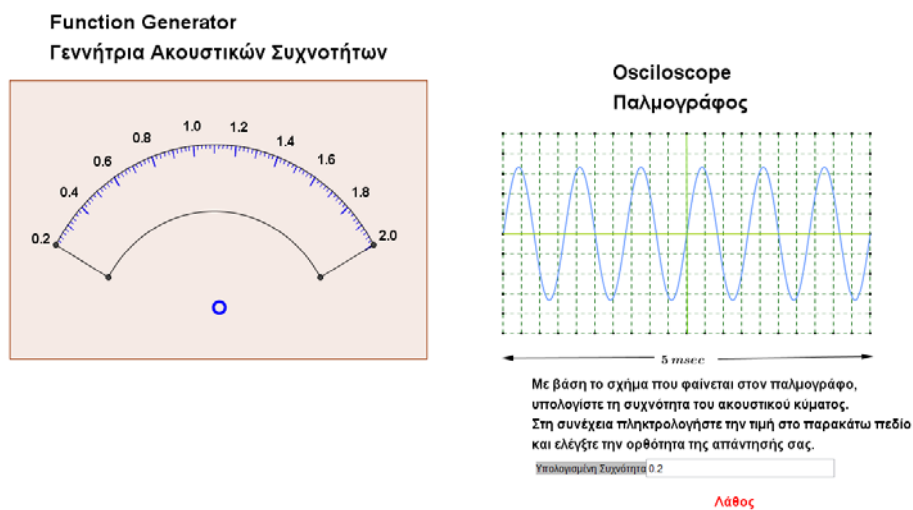 Function Generator
Γεννήτρια Ακουστικών Συχνοτήτων
Osciloscope
Παλμογράφος
0.2
0.4
0.6
0.8
1.0
1.2
1.4
1.6
1.8
2.0
O
5 msec
Με βάση το σχήμα που φαίνεται στον παλμογράφο,
υπολογίστε τη συχνότητα του ακουστικού κύματος.
Στη συνέχεια πληκτρολογήστε την τιμή στο παρακάτω πεδίο
και ελέγξτε την ορθότητα της απάντησής σας.
Υπολογισμένη Συχνότητα 0.2
Λάθος